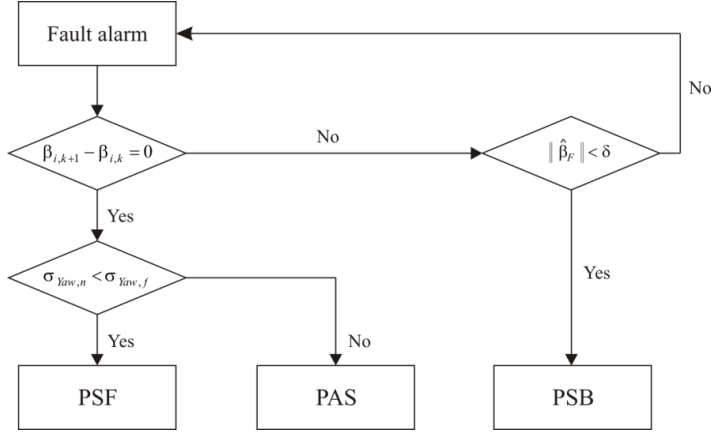 Fault alarm
No
β_{i,k+1} − β_{i,k} = 0
No
‖ β̂_F ‖ < δ
Yes
σ_{Yaw,n} < σ_{Yaw,f}
Yes
Yes
No
PSF
PAS
PSB